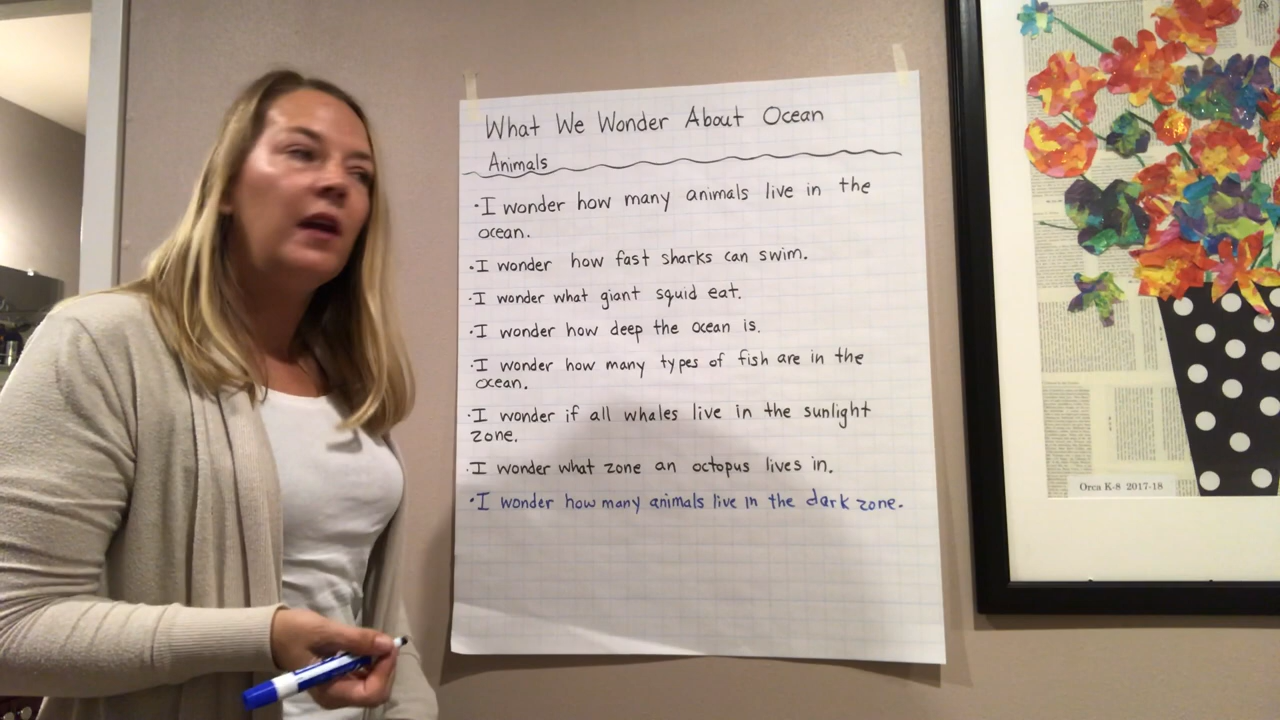 What We Wonder About Ocean
Animals
·I wonder how many animals live in the
ocean.
·I wonder how fast sharks can swim.
·I wonder what giant squid eat.
·I wonder how deep the ocean is.
·I wonder how many types of fish are in the
ocean.
·I wonder if all whales live in the sunlight
zone.
·I wonder what zone an octopus lives in.
·I wonder how many animals live in the dark zone.
Orca K-8 2017-18